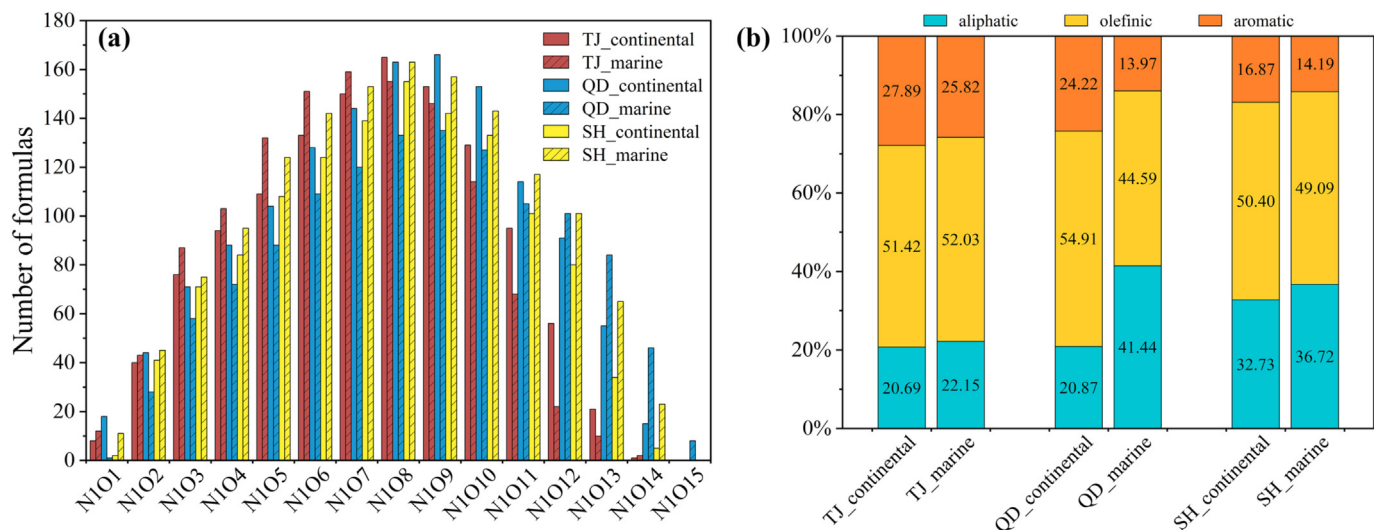 (a)
Number of formulas
180
160
140
120
100
80
60
40
20
0
TJ_continental
TJ_marine
QD_continental
QD_marine
SH_continental
SH_marine
N1O1 N1O2 N1O3 N1O4 N1O5 N1O6 N1O7 N1O8 N1O9 N1O10 N1O11 N1O12 N1O13 N1O14 N1O15
(b)
aliphatic olefinic aromatic
100%
80%
60%
40%
20%
0%
27.89 25.82 24.22 13.97 16.87 14.19
51.42 52.03 54.91 44.59 50.40 49.09
20.69 22.15 20.87 41.44 32.73 36.72
TJ_continental TJ_marine QD_continental QD_marine SH_continental SH_marine